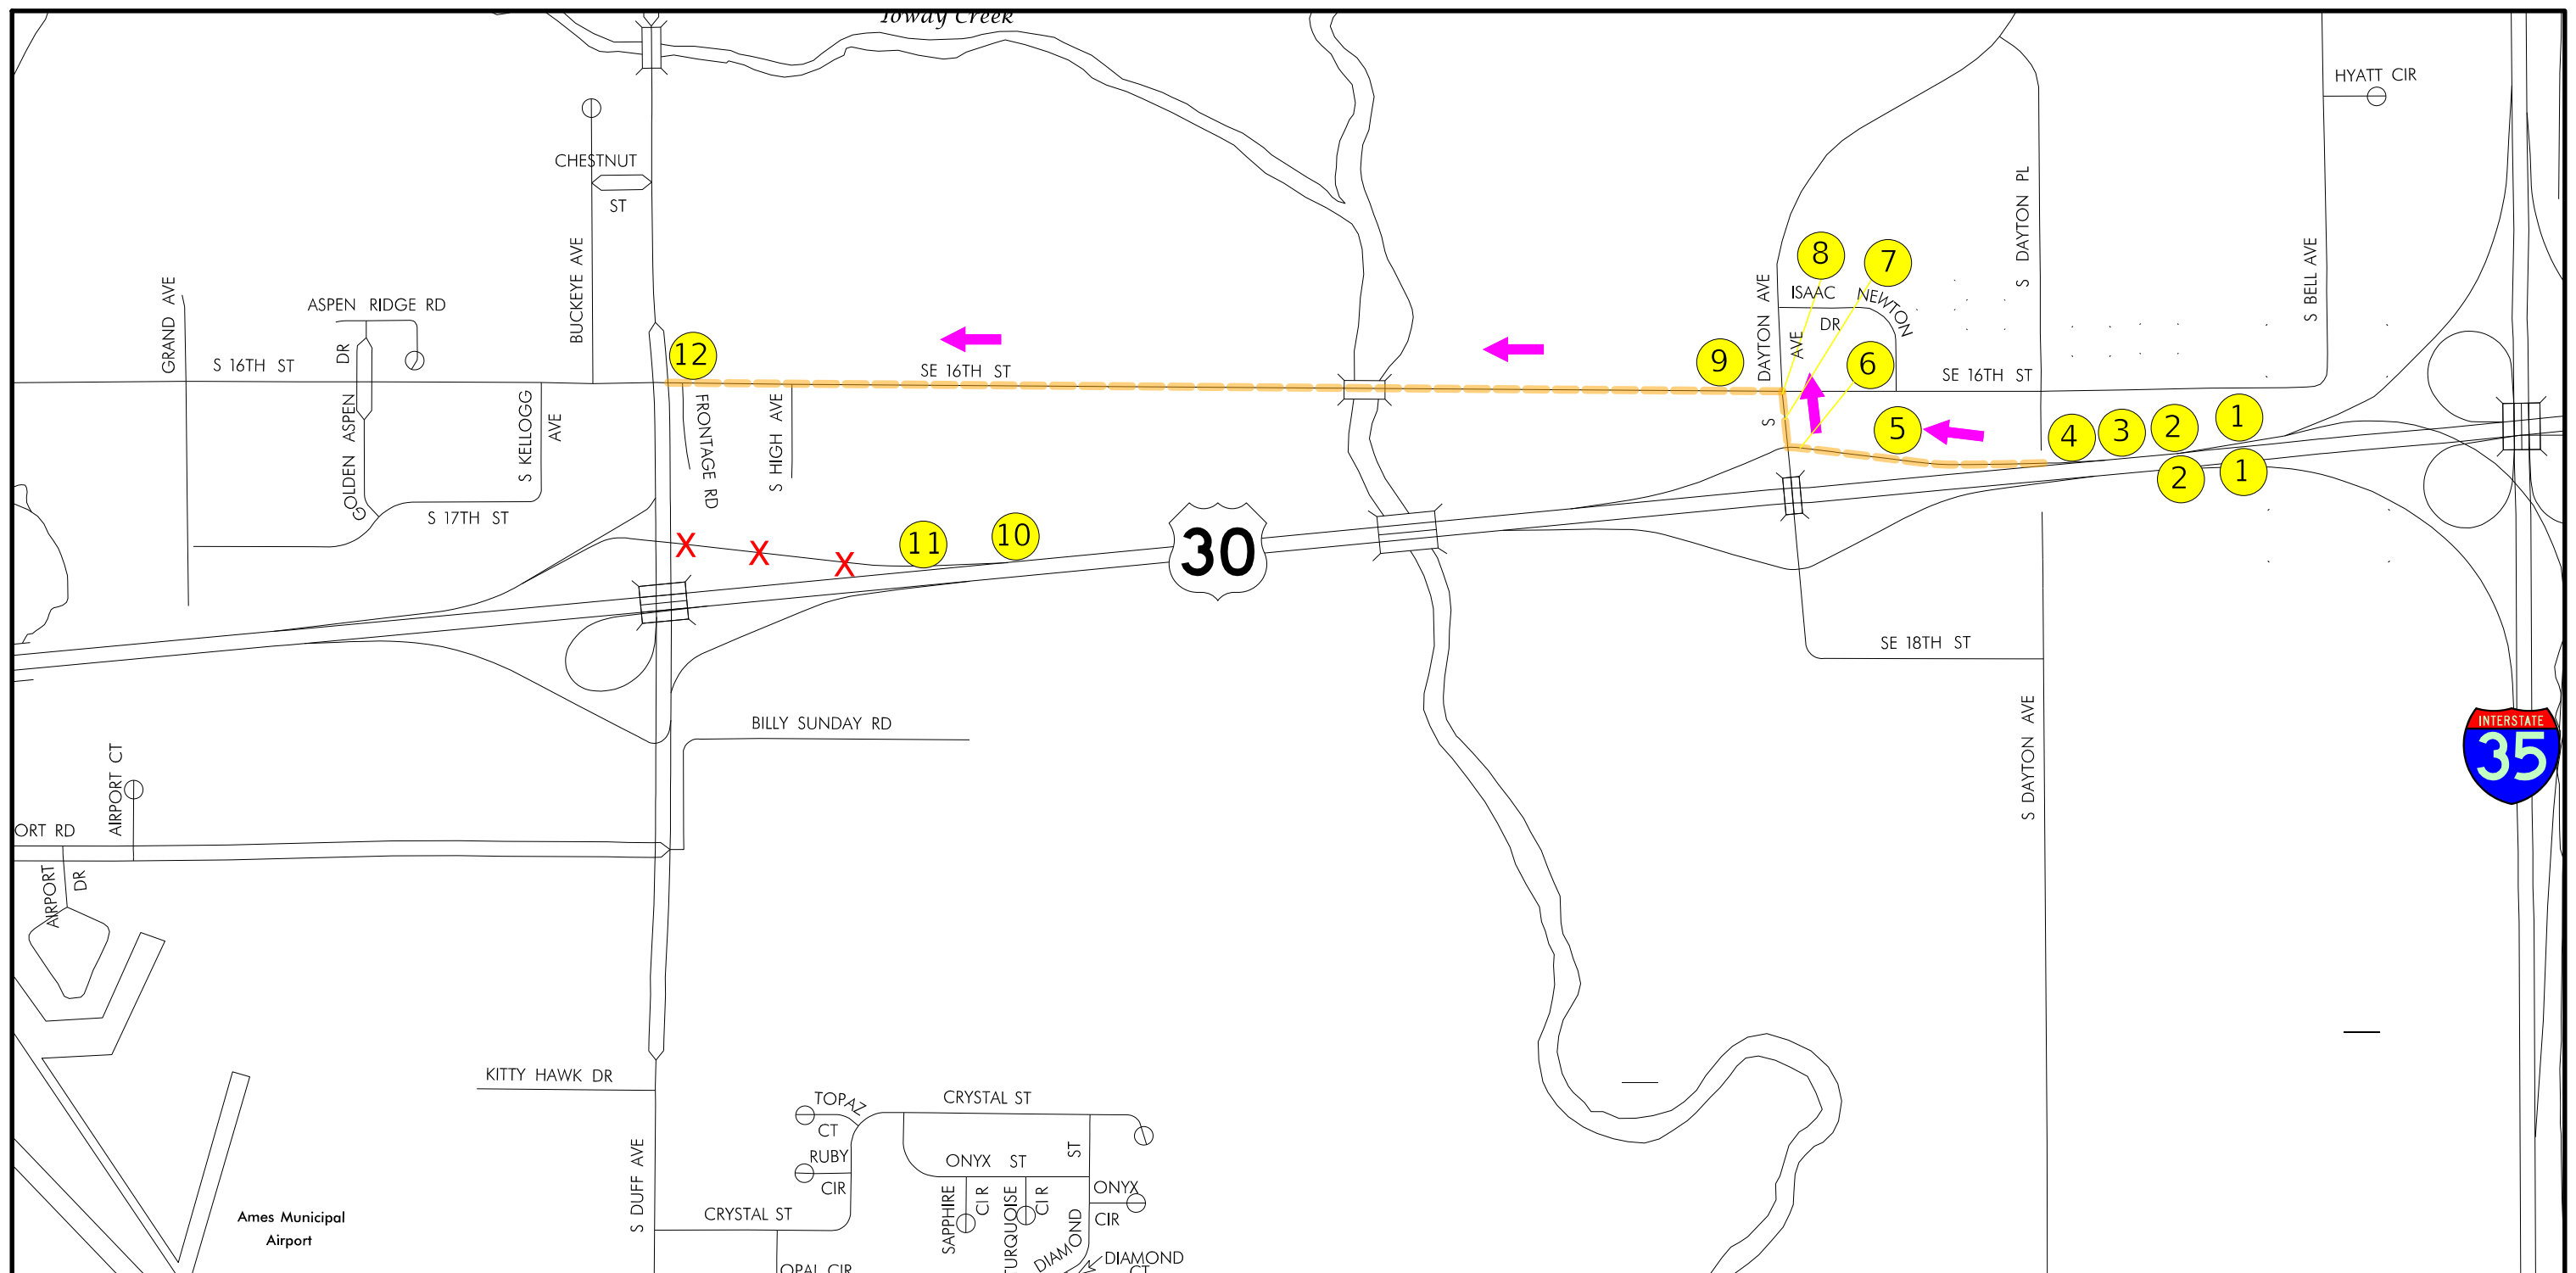 Ioway Creek
HYATT CIR
CHESTNUT
ST
BUCKEYE AVE
S DAYTON PL
S BELL AVE
GRAND AVE
ASPEN RIDGE RD
DR
GOLDEN ASPEN
S 16TH ST
S KELLOGG
AVE
S 17TH ST
12
FRONTAGE RD
S HIGH AVE
SE 16TH ST
9
8
7
6
S DAYTON AVE
AVE
ISAAC NEWTON
DR
SE 16TH ST
5
4
3
2
1
2
1
X
X
X
11
10
30
SE 18TH ST
S DAYTON AVE
INTERSTATE
35
BILLY SUNDAY RD
AIRPORT CT
ORT RD
AIRPORT
DR
KITTY HAWK DR
S DUFF AVE
TOPAZ
CT
CRYSTAL ST
RUBY
CIR
ONYX ST
ST
DIAMOND
SAPPHIRE
CIR
TURQUOISE
CIR
ONYX
CIR
CRYSTAL ST
DIAMOND
CT
OPAL CIR
Ames Municipal
Airport